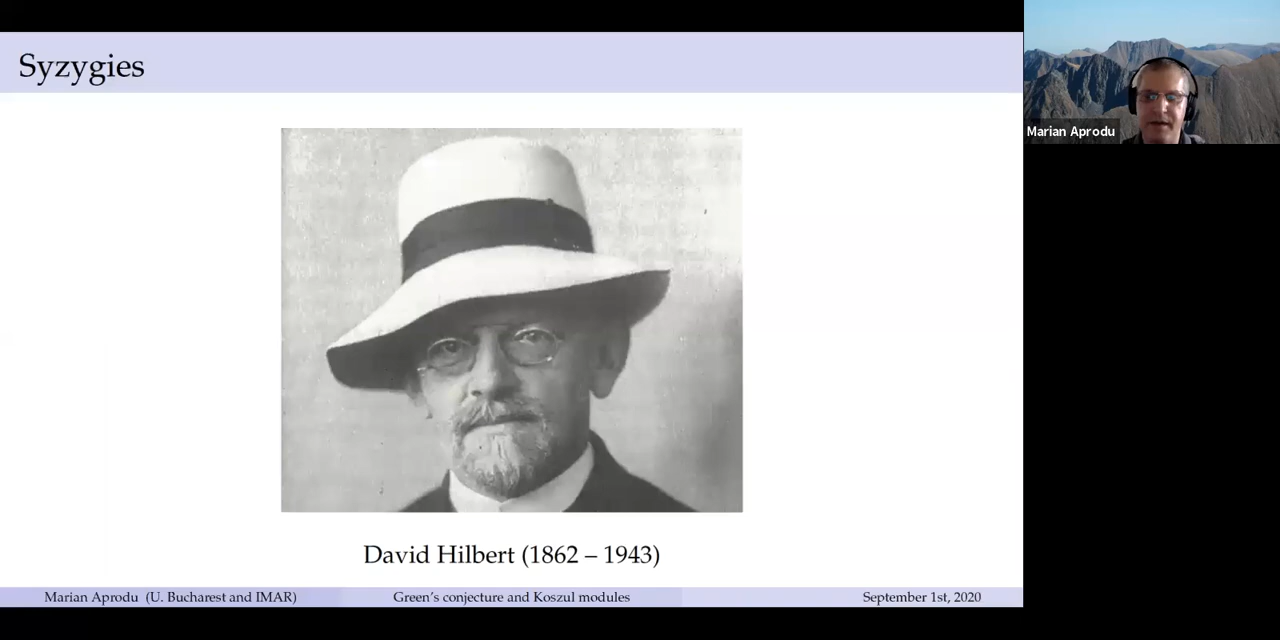 Syzygies
Marian Aprodu
David Hilbert (1862 – 1943)
Marian Aprodu (U. Bucharest and IMAR) Green's conjecture and Koszul modules September 1st, 2020